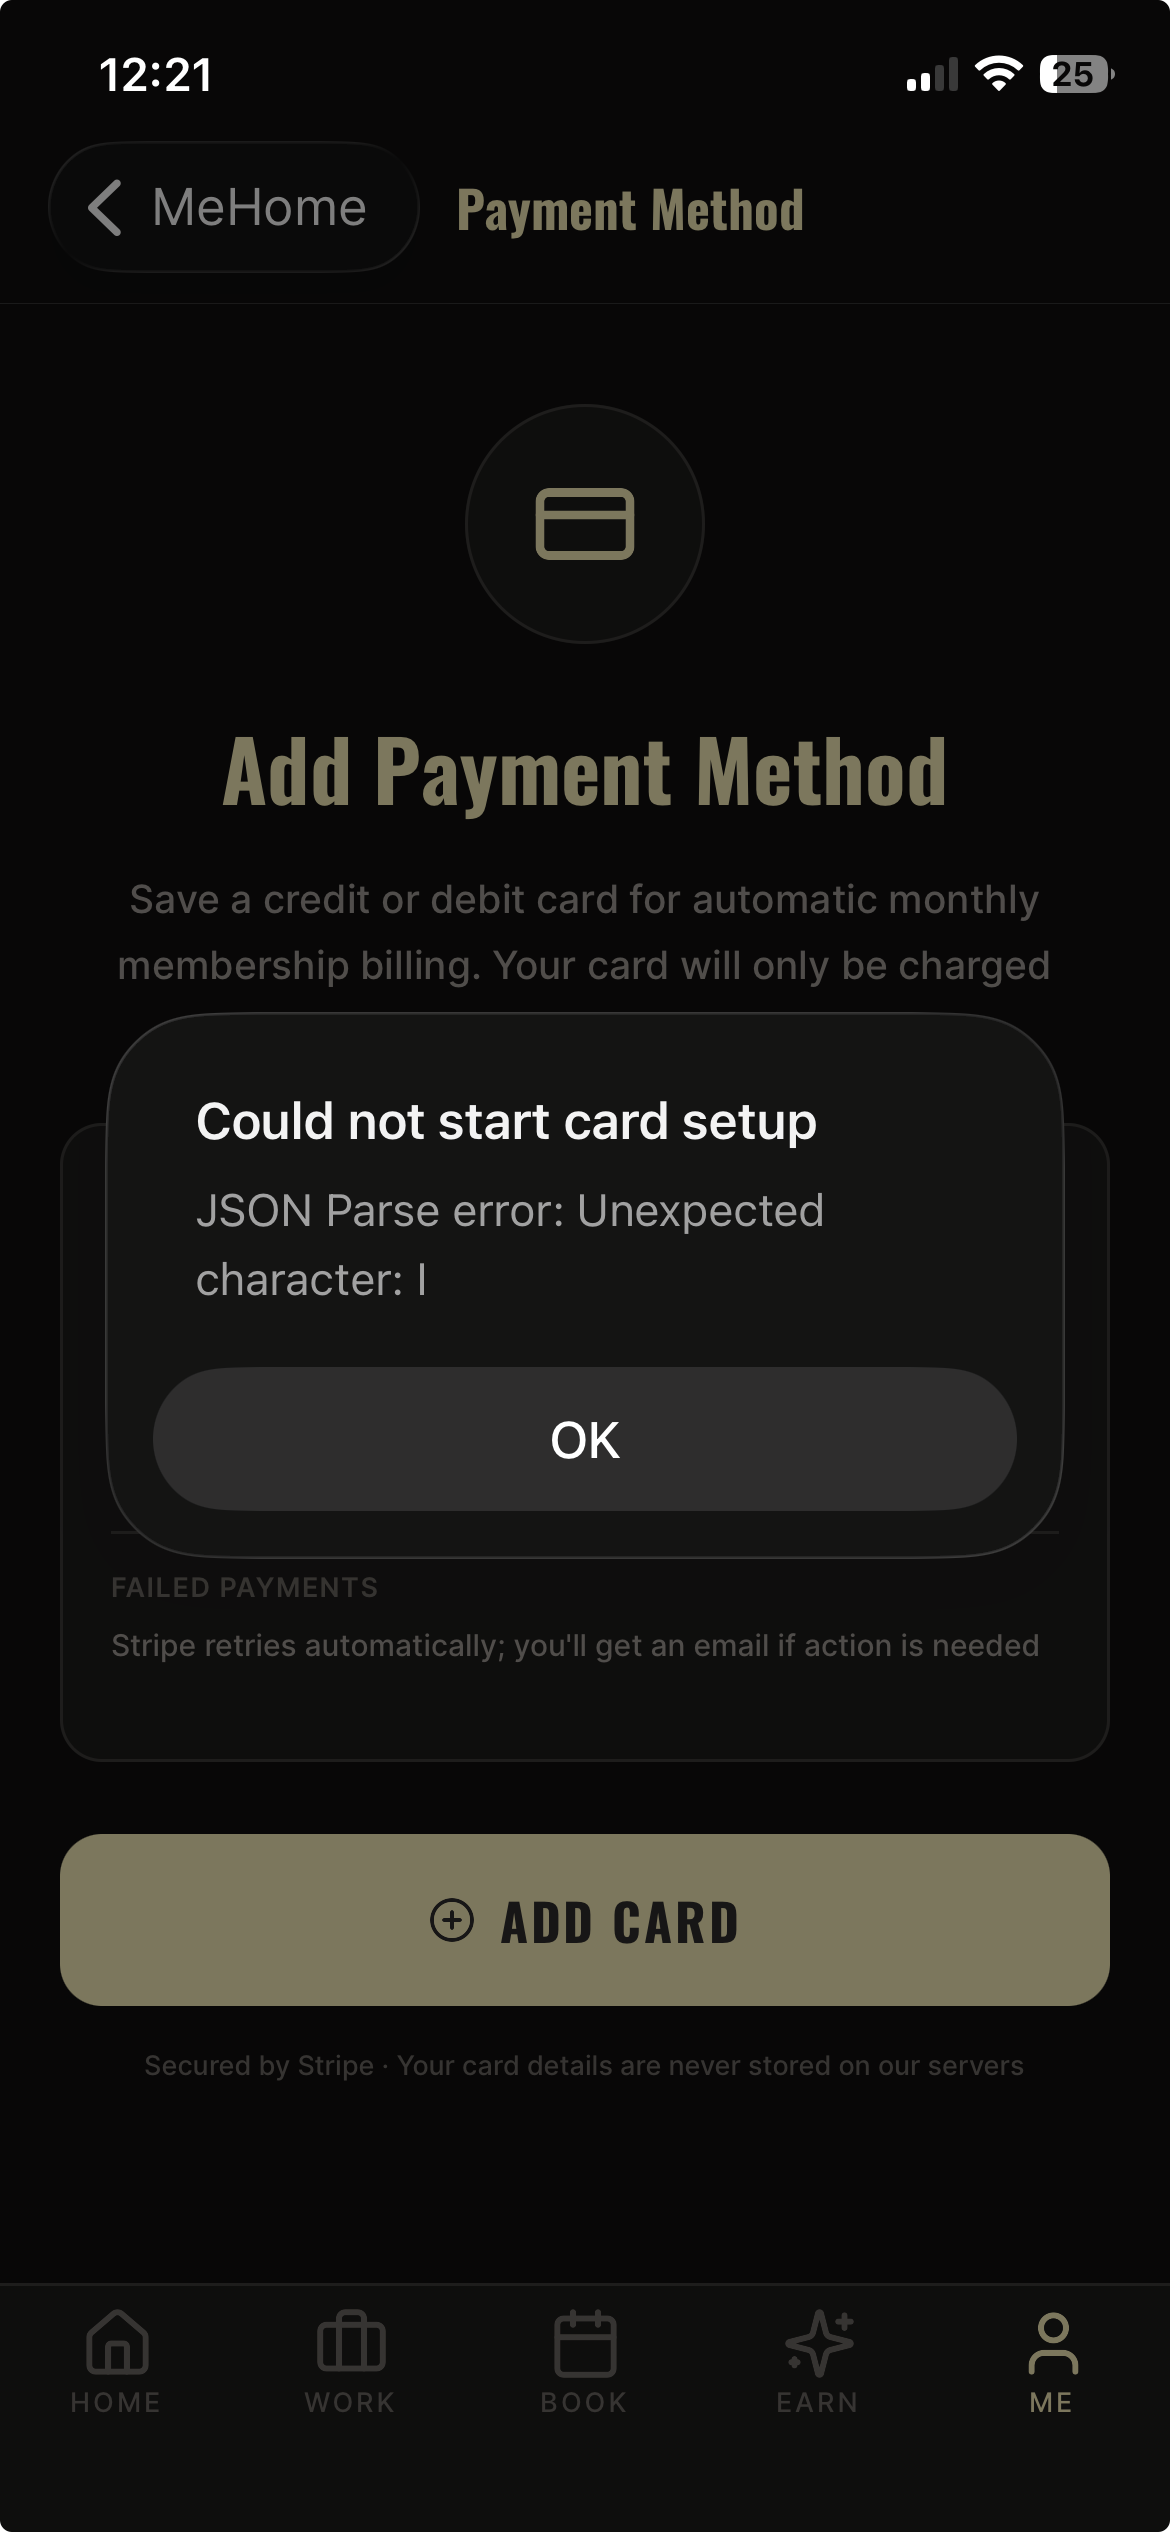 12:21
25
MeHome
Payment Method
Add Payment Method
Save a credit or debit card for automatic monthly
membership billing. Your card will only be charged
Could not start card setup
JSON Parse error: Unexpected
character: I
OK
FAILED PAYMENTS
Stripe retries automatically; you'll get an email if action is needed
ADD CARD
Secured by Stripe · Your card details are never stored on our servers
HOME
WORK
BOOK
EARN
ME